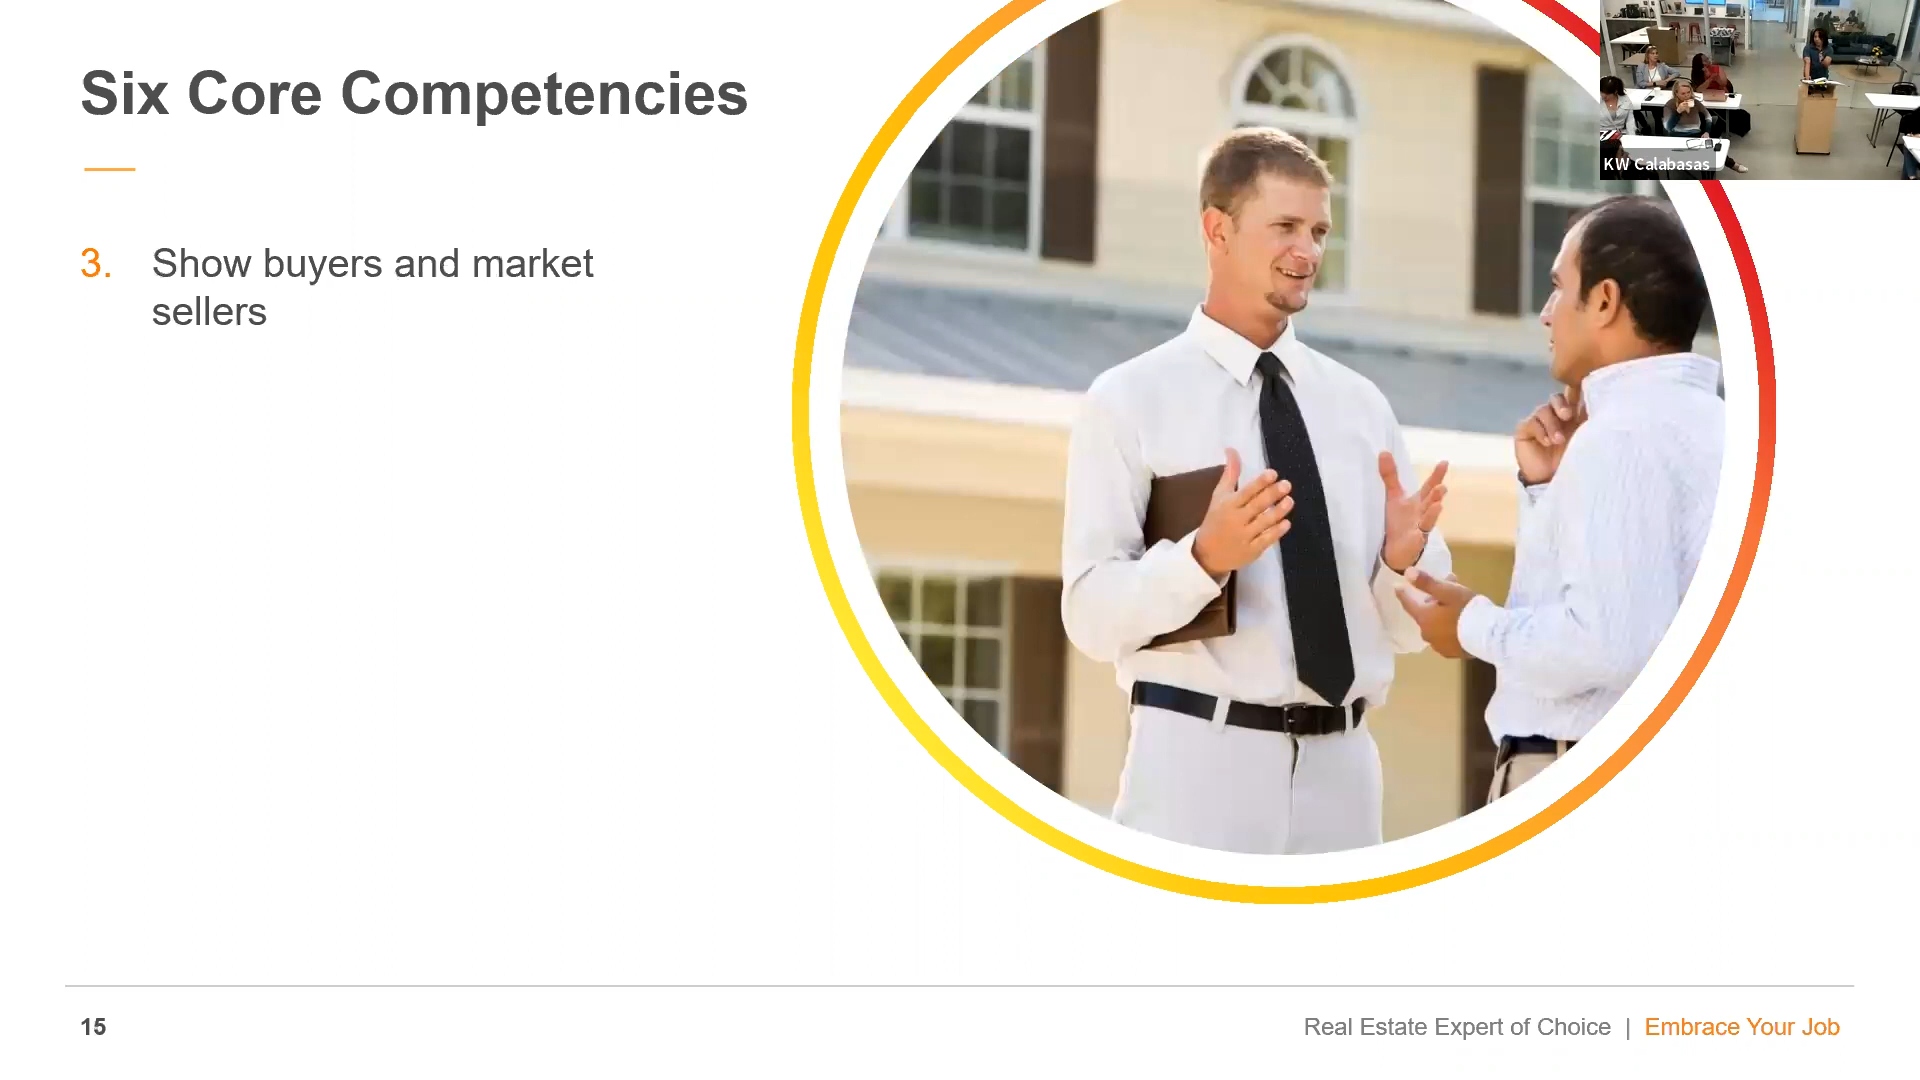 Six Core Competencies
KW Calabasas
3. Show buyers and market
sellers
15
Real Estate Expert of Choice | Embrace Your Job